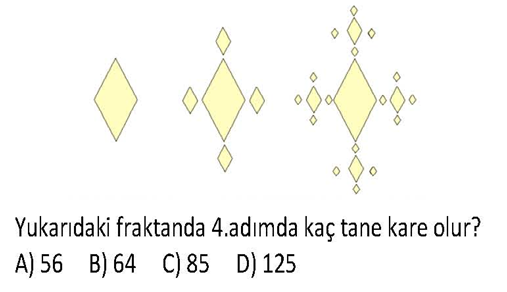 Yukarıdaki fraktanda 4.adımda kaç tane kare olur?
A) 56 B) 64 C) 85 D) 125